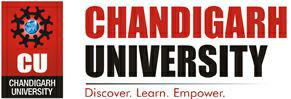 CU
CHANDIGARH
UNIVERSITY
CHANDIGARH
UNIVERSITY
Discover. Learn. Empower.